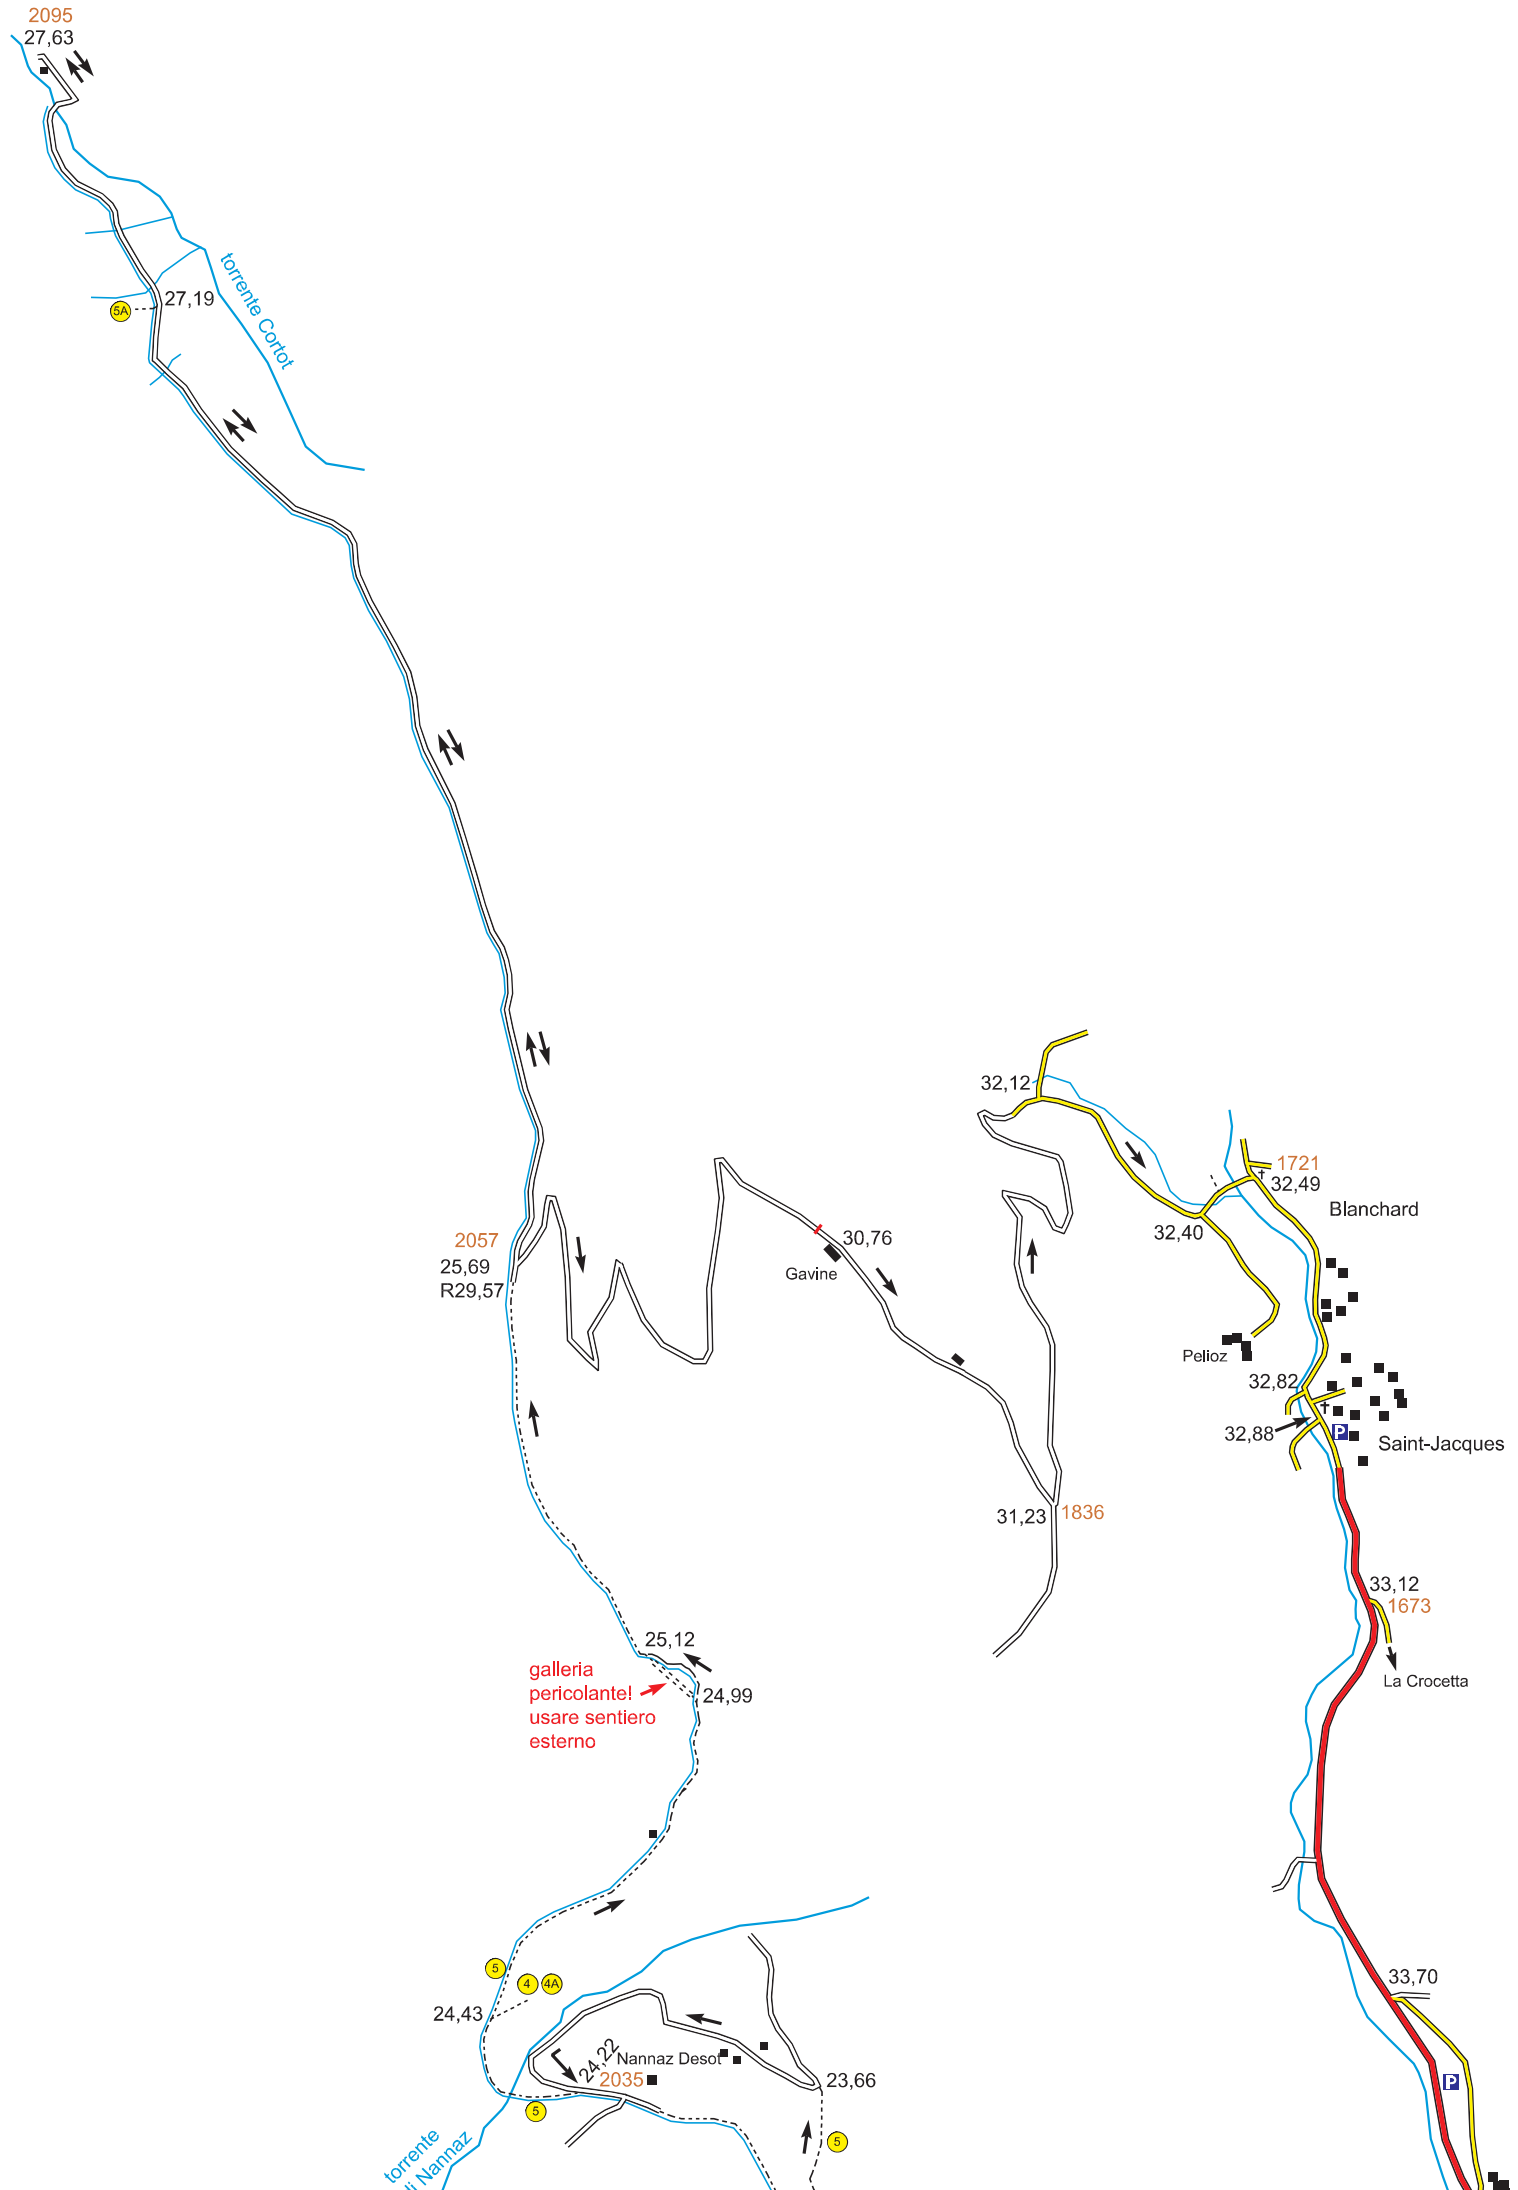 2095
27,63
torrente Cortot
5A
27,19
32,12
1721
32,49
Blanchard
32,40
2057
25,69
R29,57
30,76
Gavine
Pelioz
32,82
32,88
P
Saint-Jacques
31,23
1836
33,12
1673
La Crocetta
25,12
galleria
pericolante!
usare sentiero
esterno
24,99
5
4
4A
24,43
33,70
24,22
Nannaz Desot
2035
23,66
P
5
5
torrente
di Nannaz